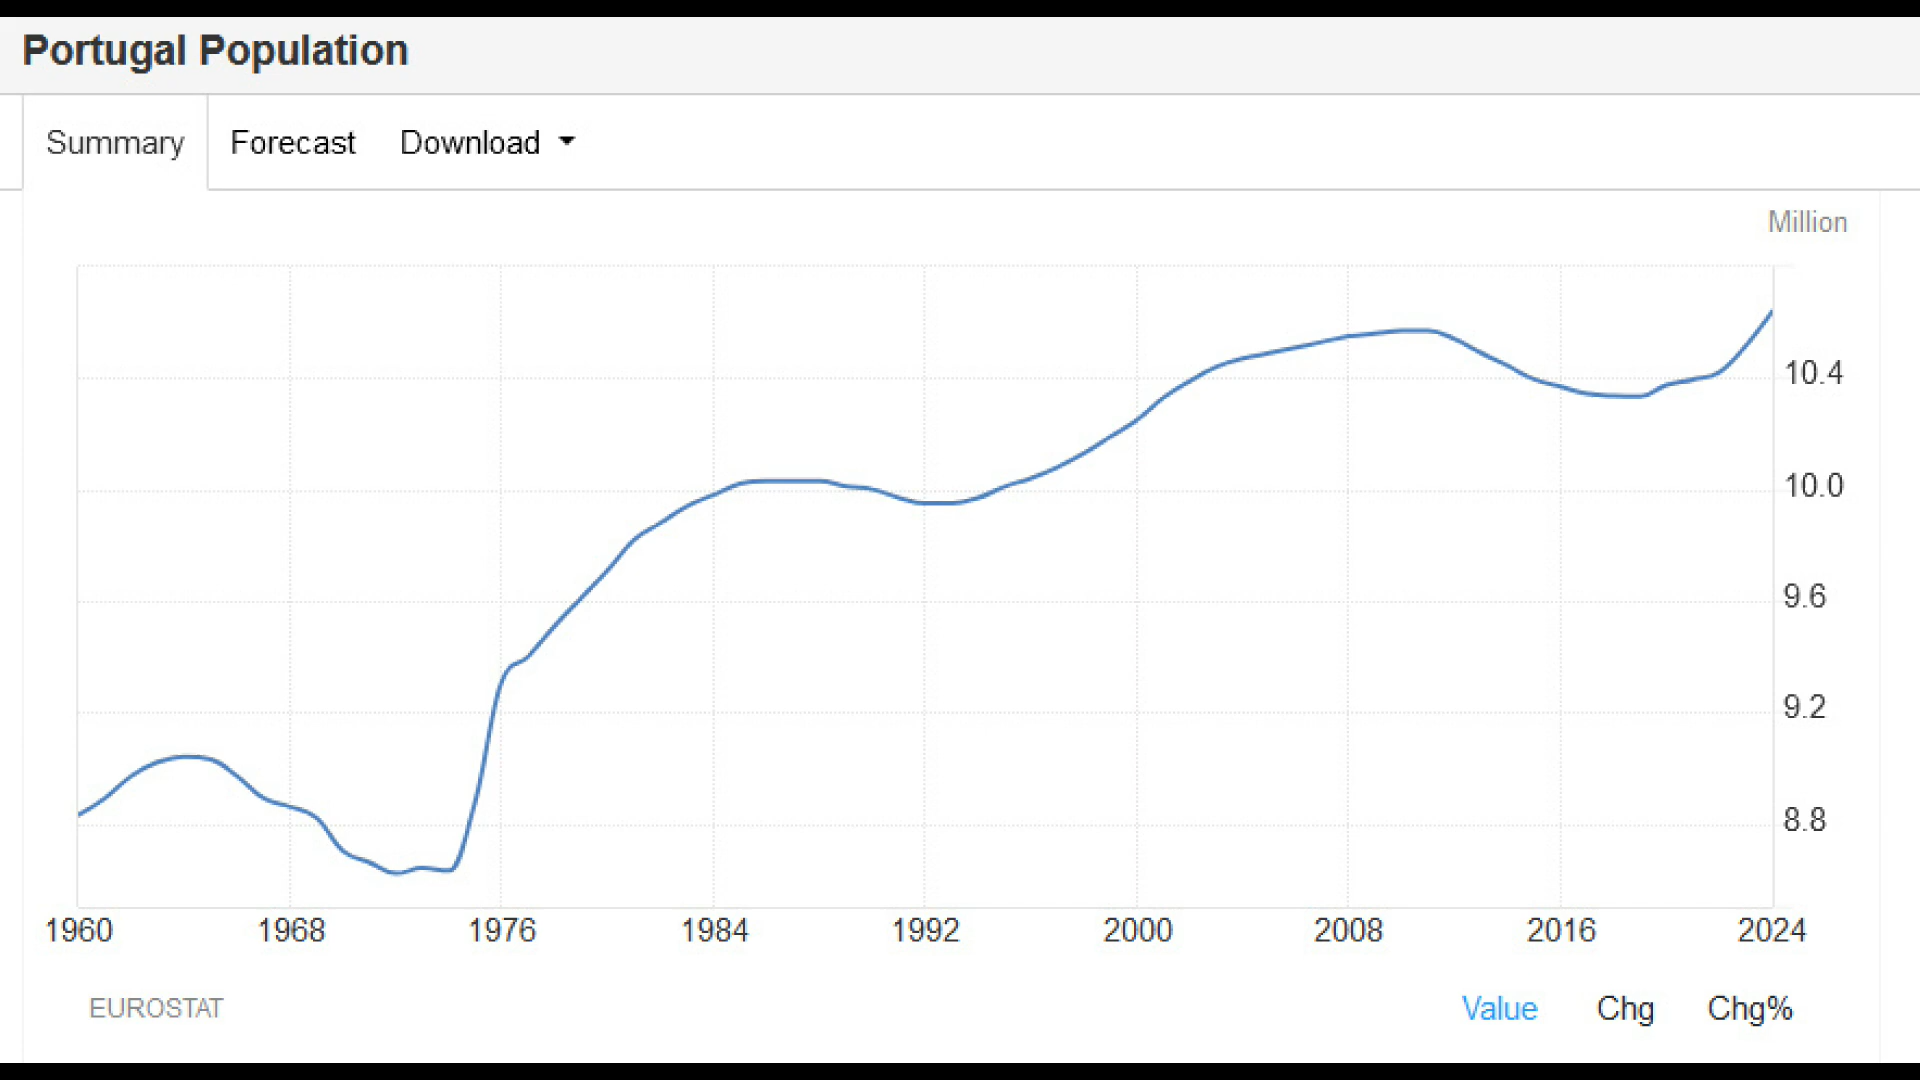 Portugal Population
Summary Forecast Download
Million
10.4
10.0
9.6
9.2
8.8
1960 1968 1976 1984 1992 2000 2008 2016 2024
EUROSTAT Value Chg Chg%